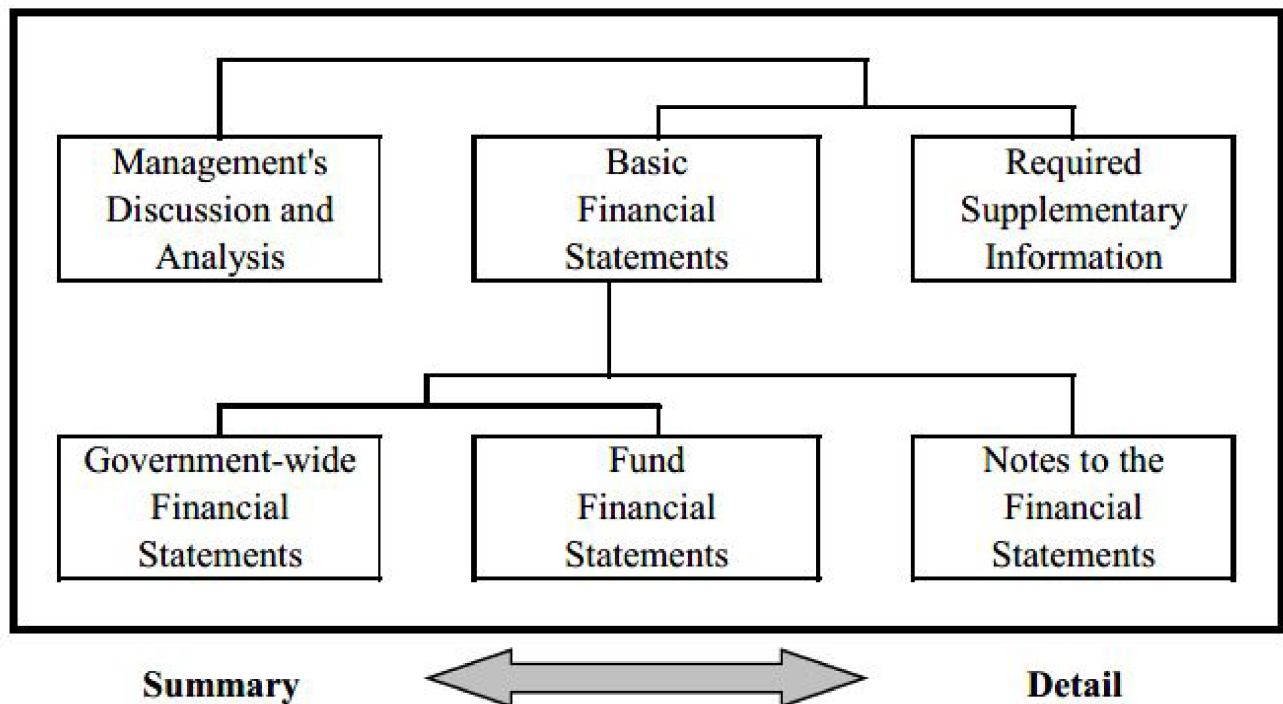 Management's
Discussion and
Analysis
Basic
Financial
Statements
Required
Supplementary
Information
Government-wide
Financial
Statements
Fund
Financial
Statements
Notes to the
Financial
Statements
Summary
Detail